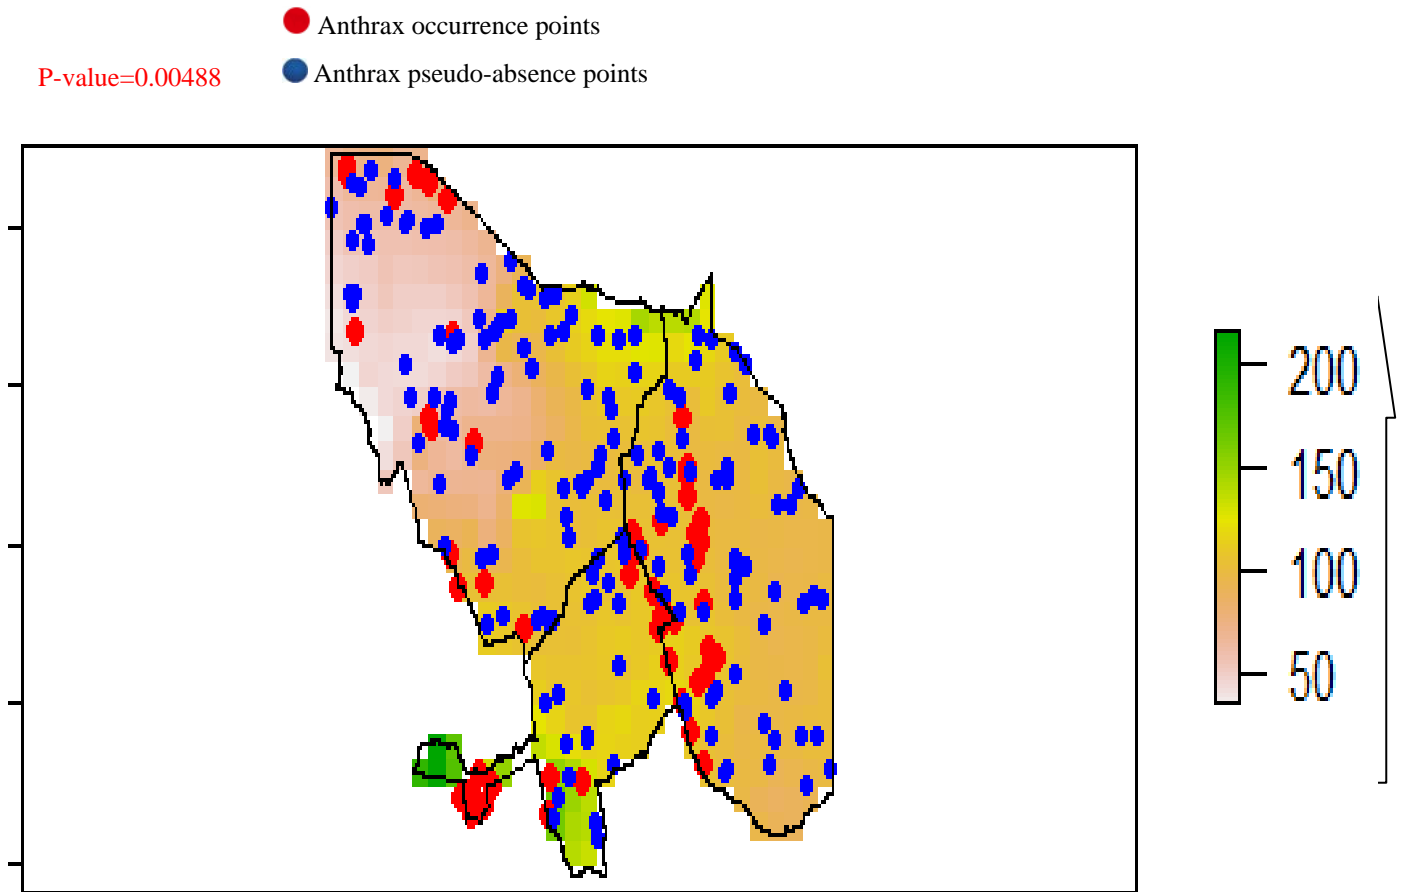 Anthrax occurrence points
P-value=0.00488
Anthrax pseudo-absence points
200
150
100
50